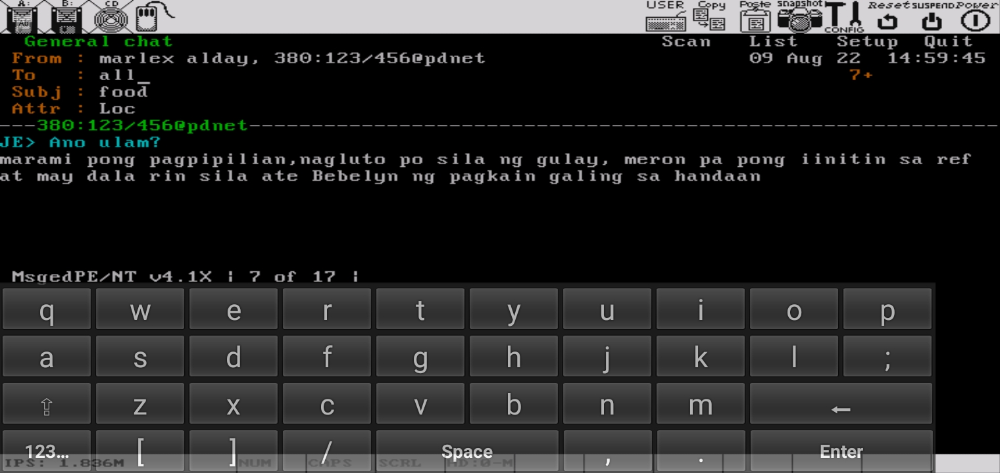 A: B: CD USER Copy Paste snapshot CONFIG Reset SUSPEND Power
General chat Scan List Setup Quit
From : marlex alday, 380:123/456@pdnet 09 Aug 22 14:59:45
To : all_ 7+
Subj : food
Attr : Loc
---380:123/456@pdnet--------------------------------------------------------------
JE> Ano ulam?
marami pong pagpipilian,nagluto po sila ng gulay, meron pa pong iinitin sa ref
at may dala rin sila ate Bebelyn ng pagkain galing sa handaan
MsgedPE/NT v4.1X | 7 of 17 |
q w e r t y u i o p
a s d f g h j k l ;
⇧ z x c v b n m ←
123... [ ] / Space , . Enter
IPS: 1.836M NUM CAPS SCRL HD:0-M